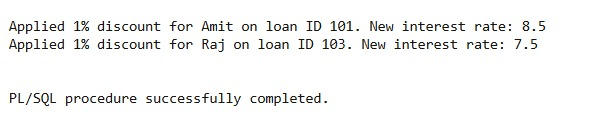 Applied 1% discount for Amit on loan ID 101. New interest rate: 8.5
Applied 1% discount for Raj on loan ID 103. New interest rate: 7.5
PL/SQL procedure successfully completed.